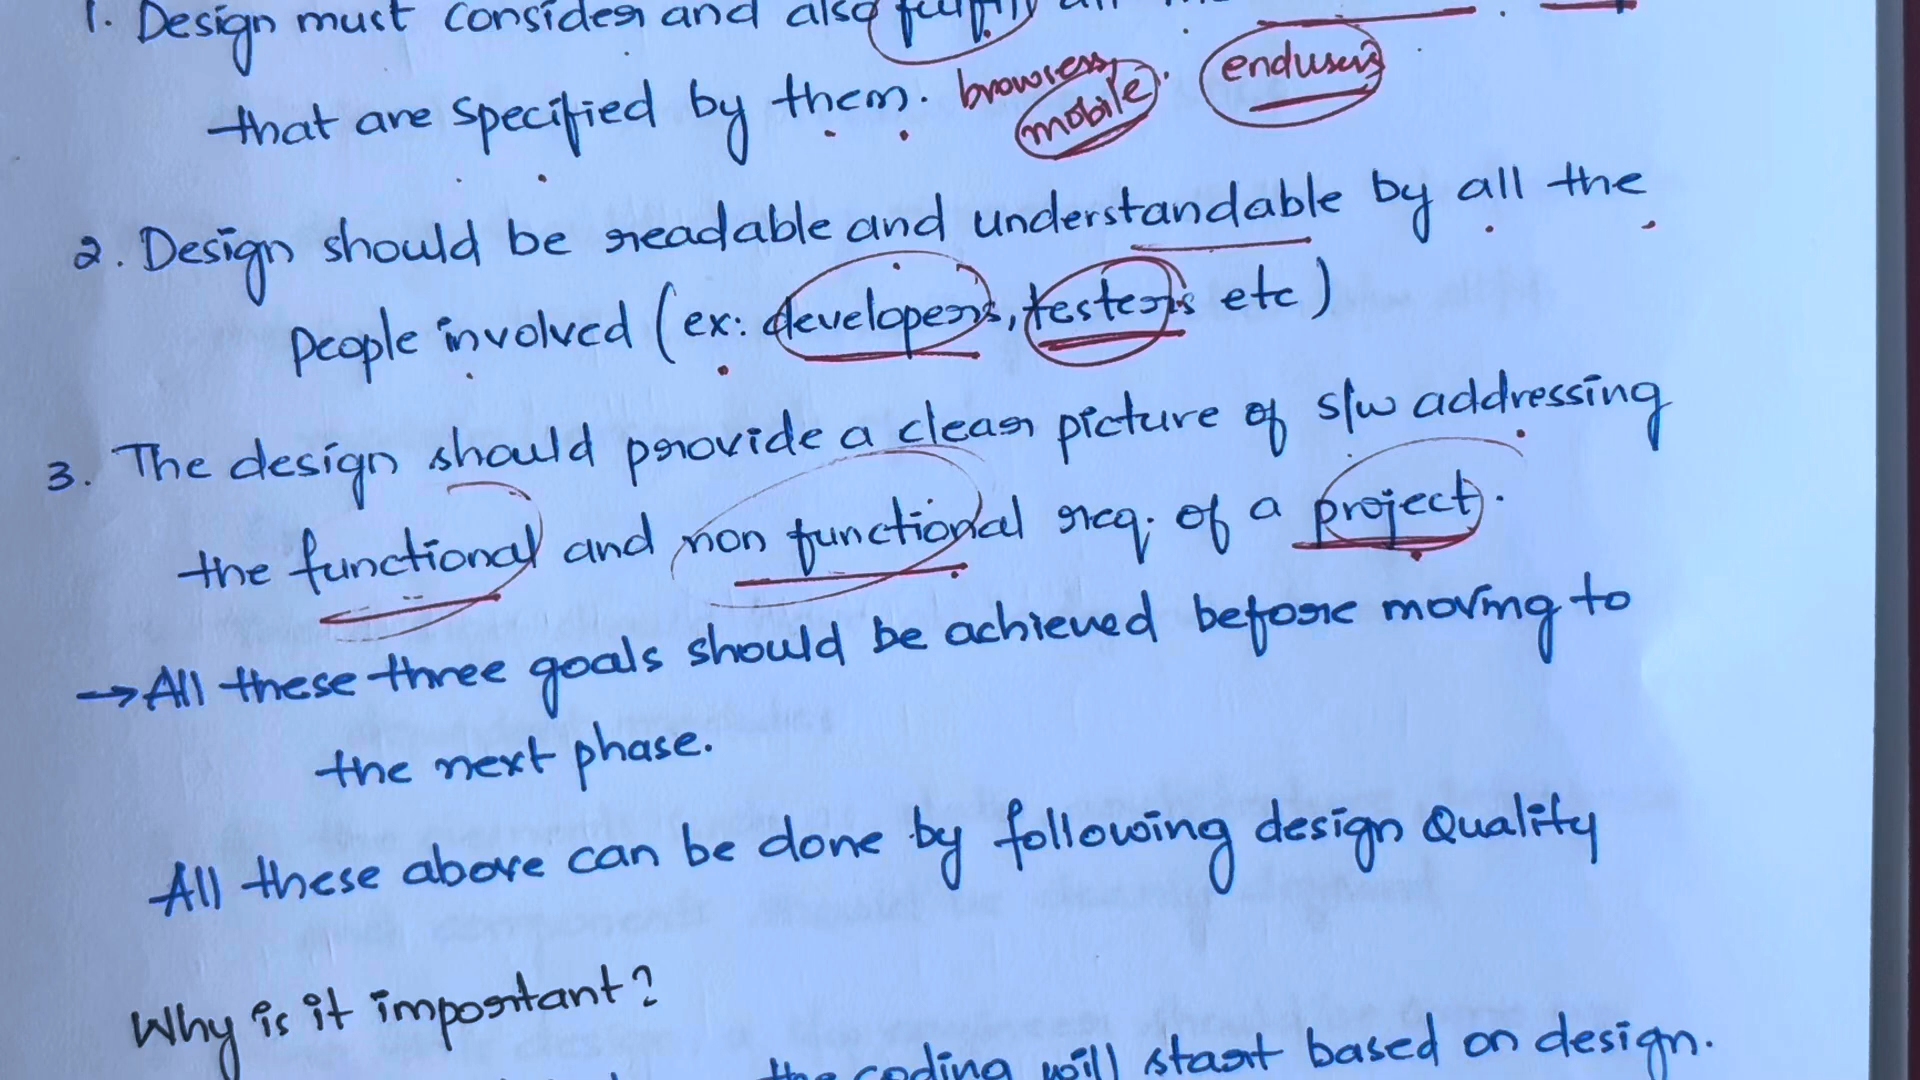 1. Design must consider and also fulfill all
that are specified by them. browsers mobile endusers
2. Design should be readable and understandable by all the
people involved (ex: developers, testers etc)
3. The design should provide a clear picture of s/w addressing
the functional and non functional req. of a project.
→ All these three goals should be achieved before moving to
the next phase.
All these above can be done by following design Quality
Why is it important?
the coding will start based on design.